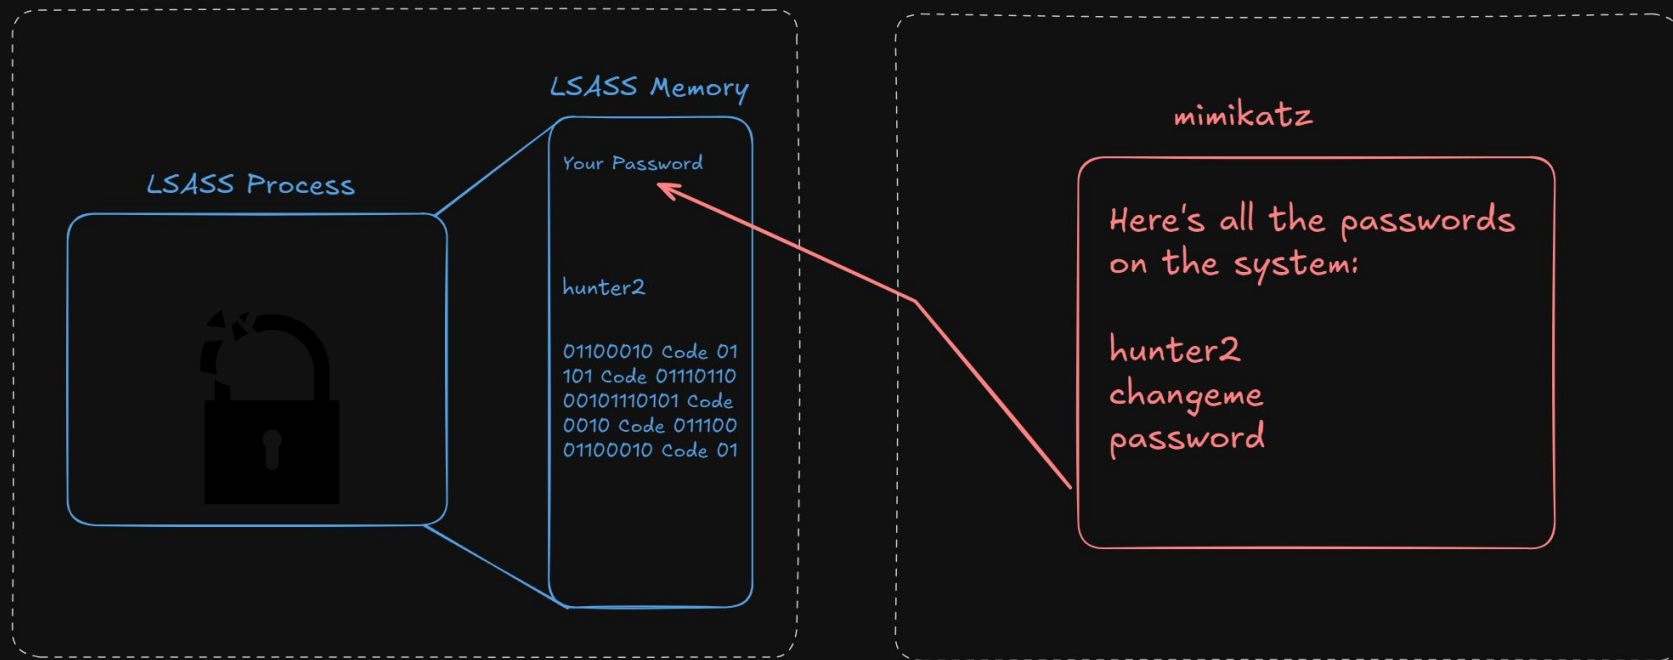 LSASS Process
LSASS Memory
Your Password
hunter2
01100010 Code 01
101 Code 01110110
00101110101 Code
0010 Code 011100
01100010 Code 01
mimikatz
Here's all the passwords
on the system:
hunter2
changeme
password